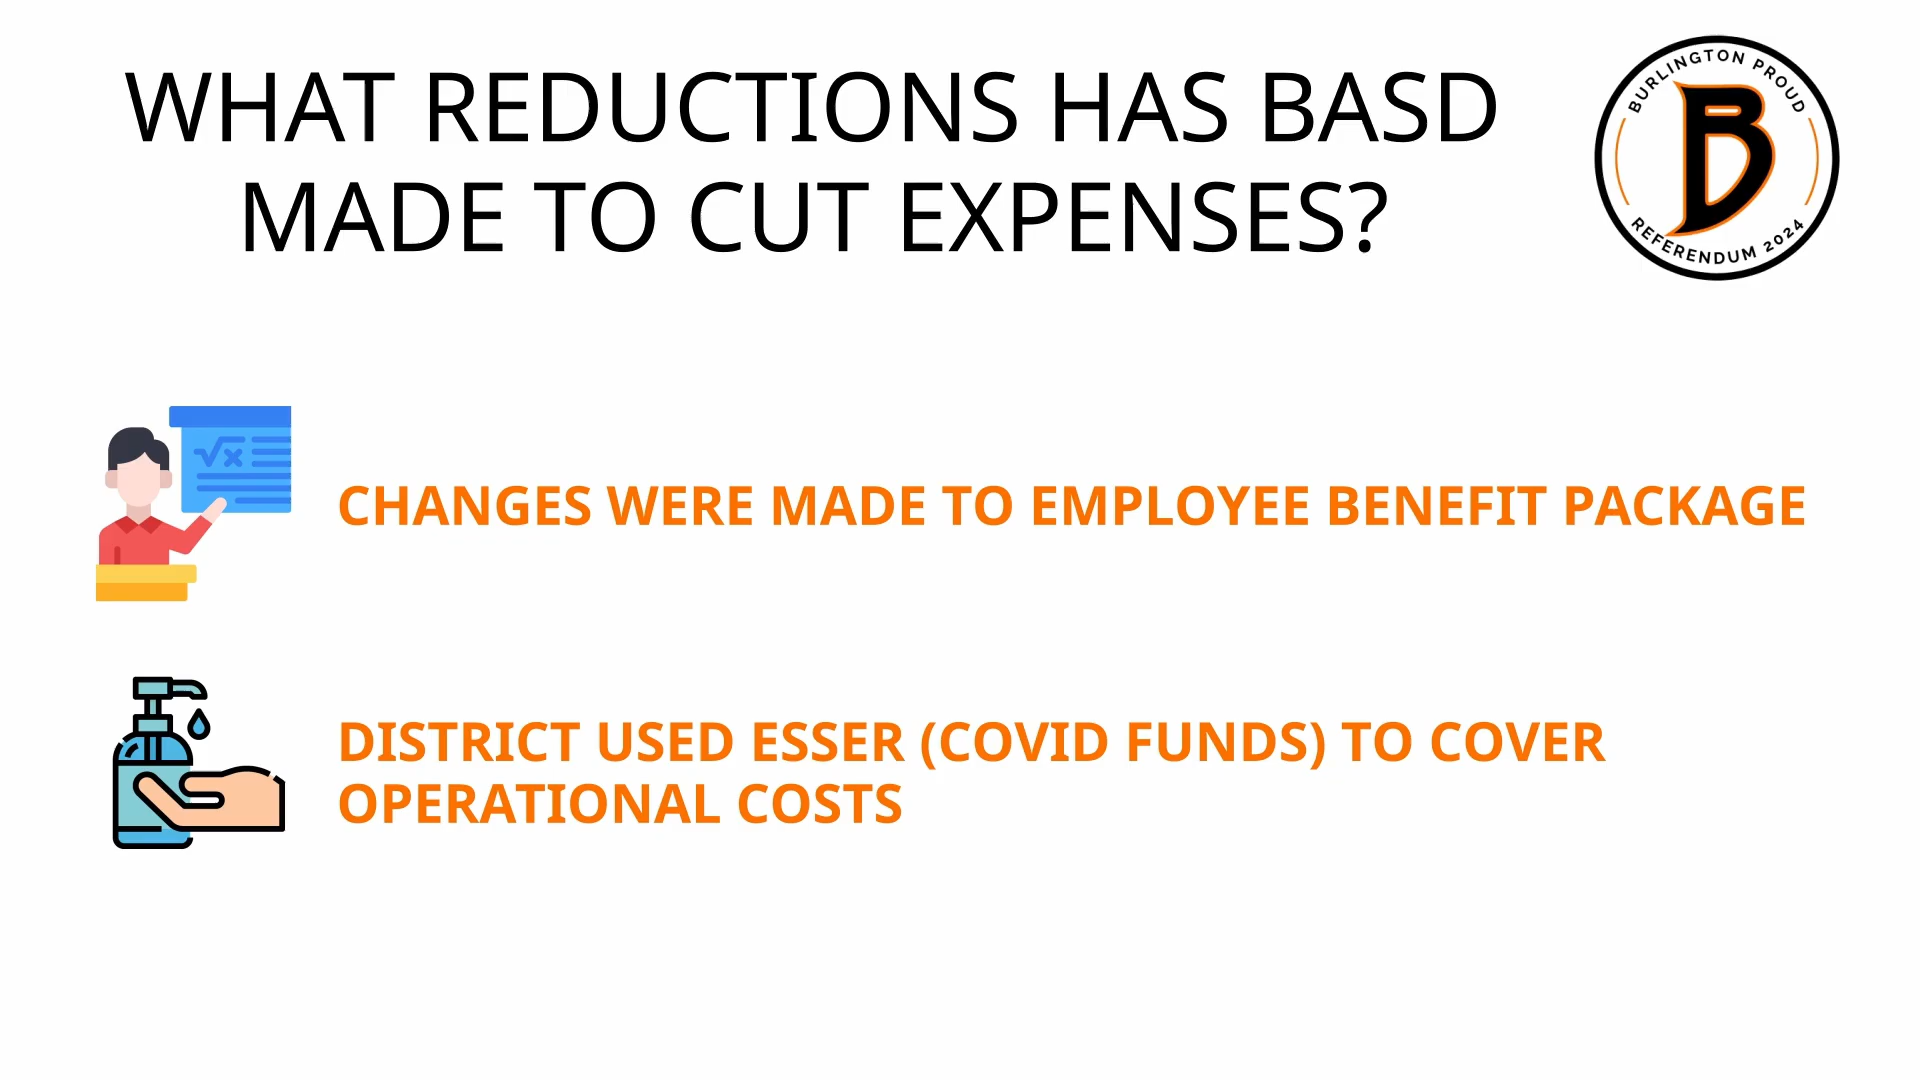 WHAT REDUCTIONS HAS BASD
MADE TO CUT EXPENSES?
BURLINGTON PROUD
B
REFERENDUM 2024
√x
CHANGES WERE MADE TO EMPLOYEE BENEFIT PACKAGE
DISTRICT USED ESSER (COVID FUNDS) TO COVER
OPERATIONAL COSTS